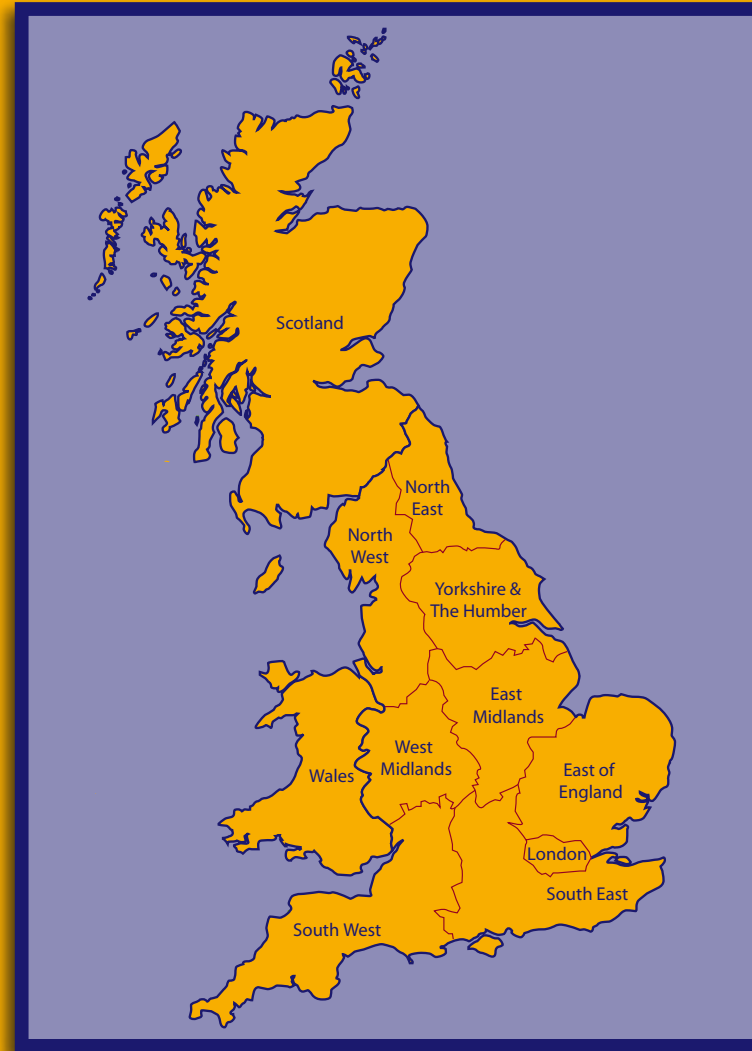 Scotland
North
East
North
West
Yorkshire &
The Humber
East
Midlands
West
Midlands
Wales
East of
England
London
South East
South West